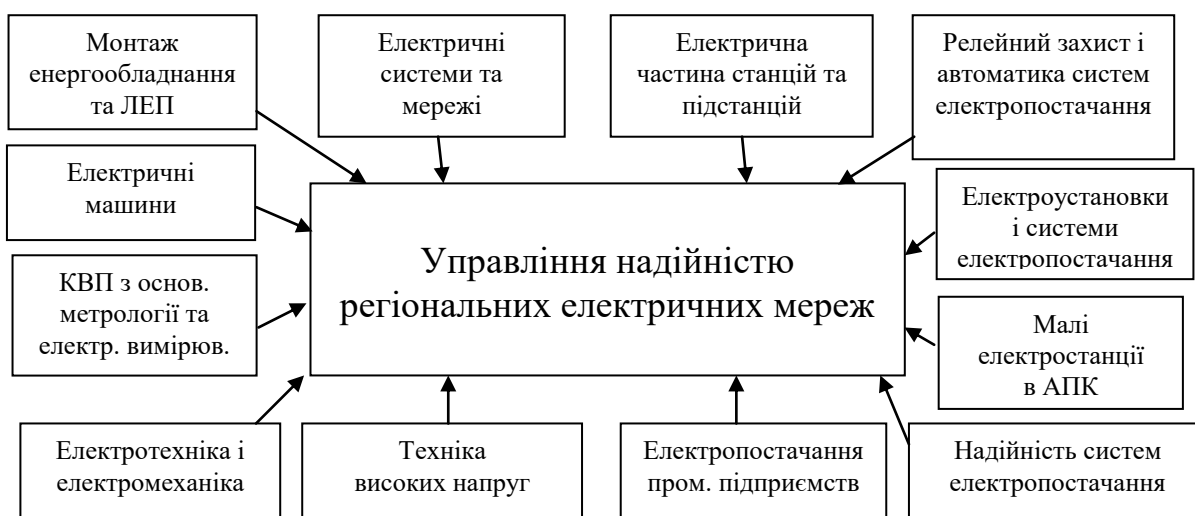 Монтаж
енергообладнання
та ЛЕП
Електричні
системи та
мережі
Електрична
частина станцій та
підстанцій
Релейний захист і
автоматика систем
електропостачання
Електричні
машини
Електроустановки
і системи
електропостачання
Управління надійністю
регіональних електричних мереж
КВП з основ.
метрології та
електр. вимірюв.
Малі
електростанції
в АПК
Електротехніка і
електромеханіка
Техніка
високих напруг
Електропостачання
пром. підприємств
Надійність систем
електропостачання